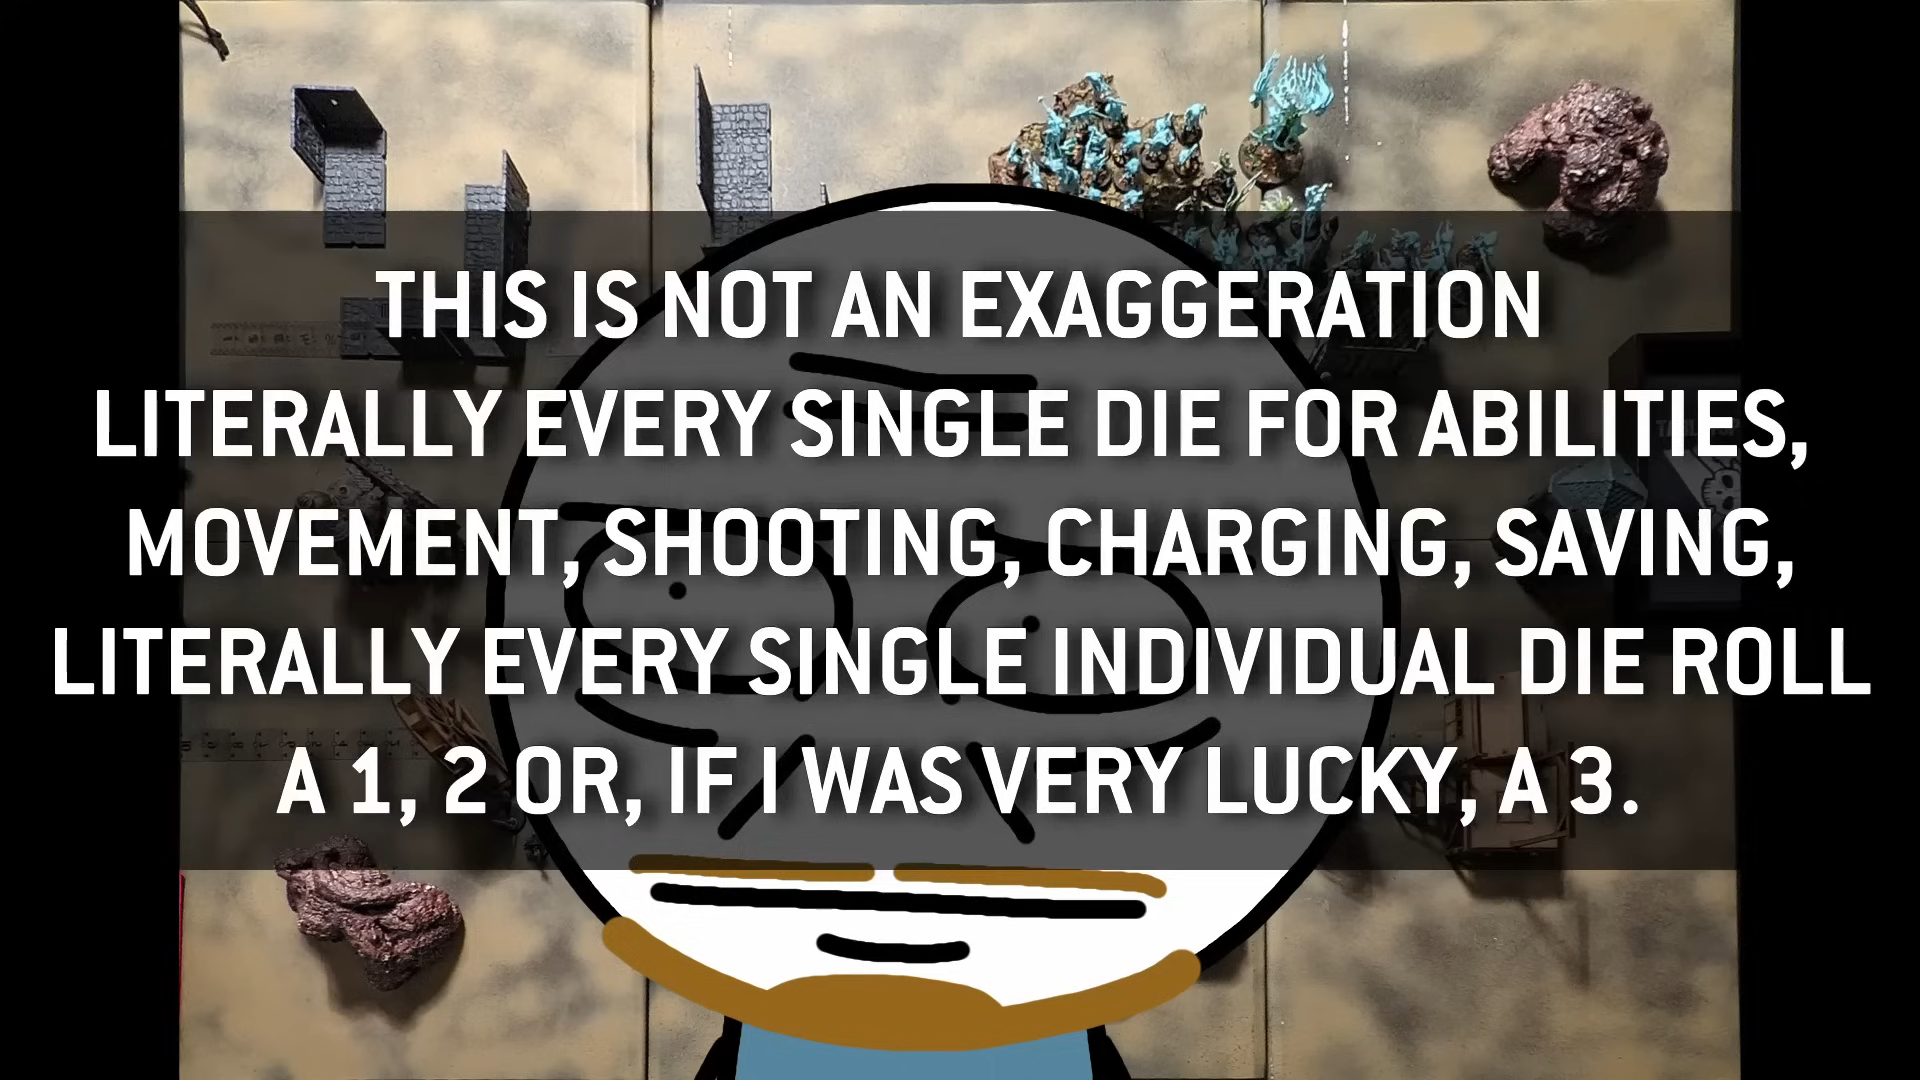 THIS IS NOT AN EXAGGERATION
LITERALLY EVERY SINGLE DIE FOR ABILITIES,
MOVEMENT, SHOOTING, CHARGING, SAVING,
LITERALLY EVERY SINGLE INDIVIDUAL DIE ROLL
A 1, 2 OR, IF I WAS VERY LUCKY, A 3.